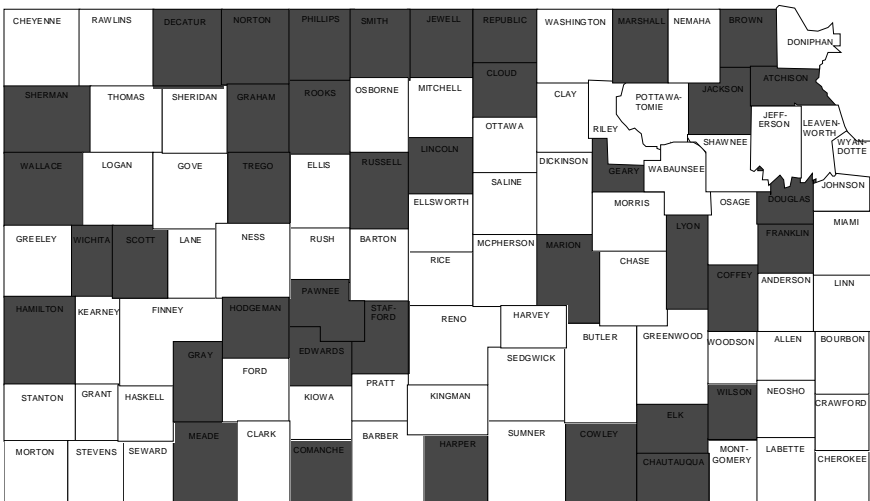 CHEYENNE
RAWLINS
DECATUR
NORTON
PHILLIPS
SMITH
JEWELL
REPUBLIC
WASHINGTON
MARSHALL
NEMAHA
BROWN
DONIPHAN
SHERMAN
THOMAS
SHERIDAN
GRAHAM
ROOKS
OSBORNE
MITCHELL
CLOUD
CLAY
RILEY
POTTAWA-
TOMIE
JACKSON
ATCHISON
JEFF-
ERSON
LEAVEN-
WORTH
WYAN-
DOTTE
WALLACE
LOGAN
GOVE
TREGO
ELLIS
RUSSELL
LINCOLN
OTTAWA
DICKINSON
GEARY
WABAUNSEE
SHAWNEE
DOUGLAS
JOHNSON
GREELEY
WICHITA
SCOTT
LANE
NESS
RUSH
BARTON
ELLSWORTH
SALINE
MORRIS
OSAGE
FRANKLIN
MIAMI
RICE
MCPHERSON
MARION
CHASE
LYON
COFFEY
ANDERSON
LINN
HAMIILTON
KEARNEY
FINNEY
HODGEMAN
PAWNEE
STAF-
FORD
RENO
HARVEY
BUTLER
GREENWOOD
WOODSON
ALLEN
BOURBON
GRAY
FORD
EDWARDS
PRATT
SEDGWICK
STANTON
GRANT
HASKELL
KIOWA
KINGMAN
ELK
WILSON
NEOSHO
CRAWFORD
MORTON
STEVENS
SEWARD
MEADE
CLARK
COMANCHE
BARBER
HARPER
SUMNER
COWLEY
CHAUTAUQUA
MONT-
GOMERY
LABETTE
CHEROKEE